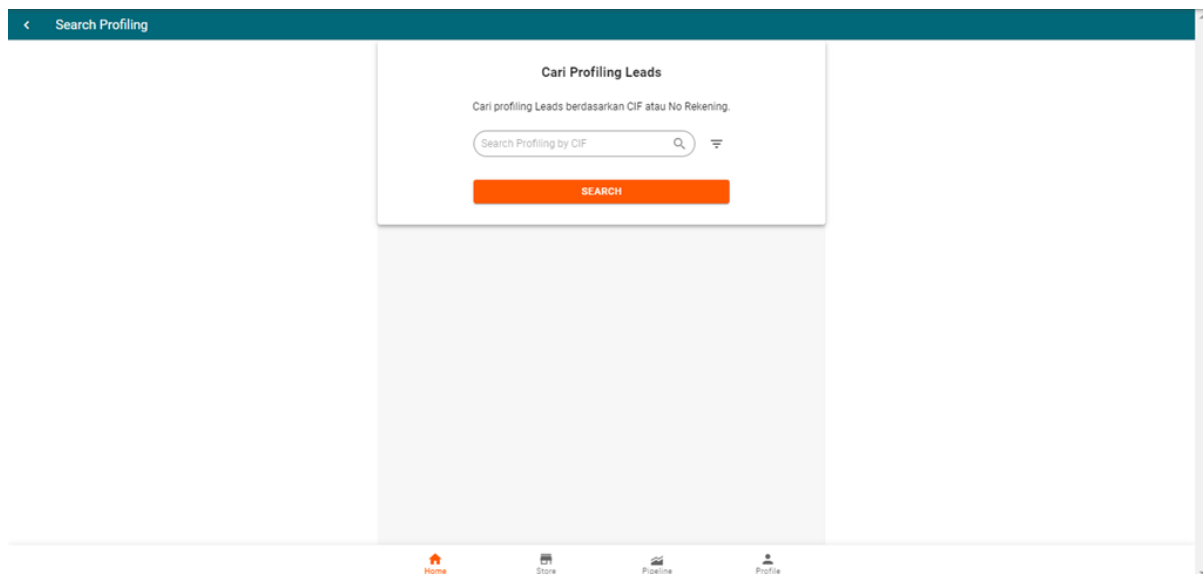 Search Profiling
Cari Profiling Leads
Cari profiling Leads berdasarkan CIF atau No Rekening.
Search Profiling by CIF
SEARCH
Home
Store
Pipeline
Profile